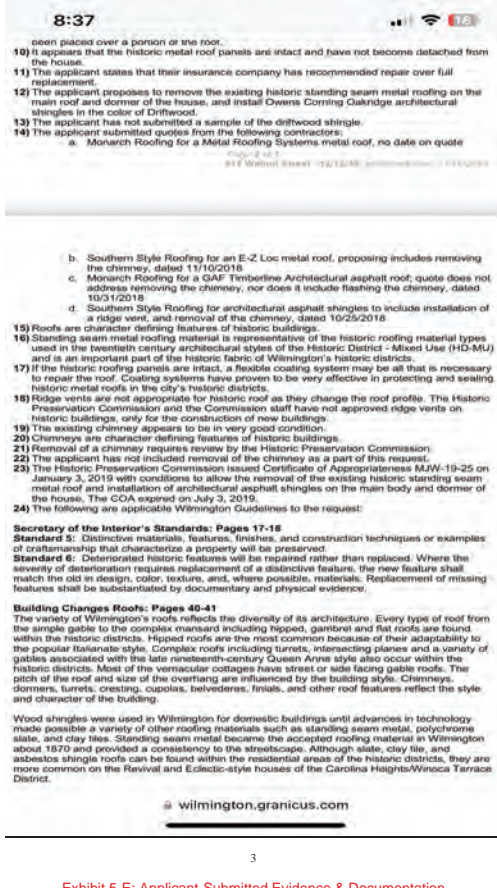 8:37
16
been placed over a portion of the roof.
10) It appears that the historic metal roof panels are intact and have not become detached from
the house.
11) The applicant states that their insurance company has recommended repair over full
replacement.
12) The applicant proposes to remove the existing historic standing seam metal roofing on the
main roof and dormer of the house, and install Owens Corning Oakridge architectural
shingles in the color of Driftwood.
13) The applicant has not submitted a sample of the driftwood shingle.
14) The applicant submitted quotes from the following contractors:
a. Monarch Roofing for a Metal Roofing Systems metal roof, no date on quote
Page 2 of 7
b. Southern Style Roofing for an E-Z Loc metal roof, proposing includes removing
the chimney, dated 11/10/2018
c. Monarch Roofing for a GAF Timberline Architectural asphalt roof; quote does not
address removing the chimney, nor does it include flashing the chimney, dated
10/31/2018
d. Southern Style Roofing for architectural asphalt shingles to include installation of
a ridge vent, and removal of the chimney, dated 10/25/2018
15) Roofs are character defining features of historic buildings.
16) Standing seam metal roofing material is representative of the historic roofing material types
used in the twentieth century architectural styles of the Historic District - Mixed Use (HD-MU)
and is an important part of the historic fabric of Wilmington's historic districts.
17) If the historic roofing panels are intact, a flexible coating system may be all that is necessary
to repair the roof. Coating systems have proven to be very effective in protecting and sealing
historic metal roofs in the city's historic districts.
18) Ridge vents are not appropriate for historic roof as they change the roof profile. The Historic
Preservation Commission and the Commission staff have not approved ridge vents on
historic buildings, only for the construction of new buildings.
19) The existing chimney appears to be in very good condition.
20) Chimneys are character defining features of historic buildings.
21) Removal of a chimney requires review by the Historic Preservation Commission.
22) The applicant has not included removal of the chimney as a part of this request.
23) The Historic Preservation Commission issued Certificate of Appropriateness MJW-19-25 on
January 3, 2019 with conditions to allow the removal of the existing historic standing seam
metal roof and installation of architectural asphalt shingles on the main body and dormer of
the house. The COA expired on July 3, 2019.
24) The following are applicable Wilmington Guidelines to the request:
Secretary of the Interior's Standards: Pages 17-18
Standard 5: Distinctive materials, features, finishes, and construction techniques or examples
of craftsmanship that characterize a property will be preserved.
Standard 6: Deteriorated historic features will be repaired rather than replaced. Where the
severity of deterioration requires replacement of a distinctive feature, the new feature shall
match the old in design, color, texture, and, where possible, materials. Replacement of missing
features shall be substantiated by documentary and physical evidence.
Building Changes Roofs: Pages 40-41
The variety of Wilmington's roofs reflects the diversity of its architecture. Every type of roof from
the simple gable to the complex mansard including hipped, gambrel and flat roofs are found
within the historic districts. Hipped roofs are the most common because of their adaptability to
the popular Italianate style. Complex roofs including turrets, intersecting planes and a variety of
gables associated with the late nineteenth-century Queen Anne style also occur within the
historic districts. Most of the vernacular cottages have street or side facing gable roofs. The
pitch of the roof and size of the overhang are influenced by the building style. Chimneys,
dormers, turrets, cresting, cupolas, belvederes, finials, and other roof features reflect the style
and character of the building.
Wood shingles were used in Wilmington for domestic buildings until advances in technology
made possible a variety of other roofing materials such as standing seam metal, polychrome
slate, and clay tiles. Standing seam metal became the accepted roofing material in Wilmington
about 1870 and provided a consistency to the streetscape. Although slate, clay tile, and
asbestos shingle roofs can be found within the residential areas of the historic districts, they are
more common on the Revival and Eclectic-style houses of the Carolina Heights/Winoca Terrace
District.
wilmington.granicus.com
3
Exhibit 5-E: Applicant-Submitted Evidence & Documentation